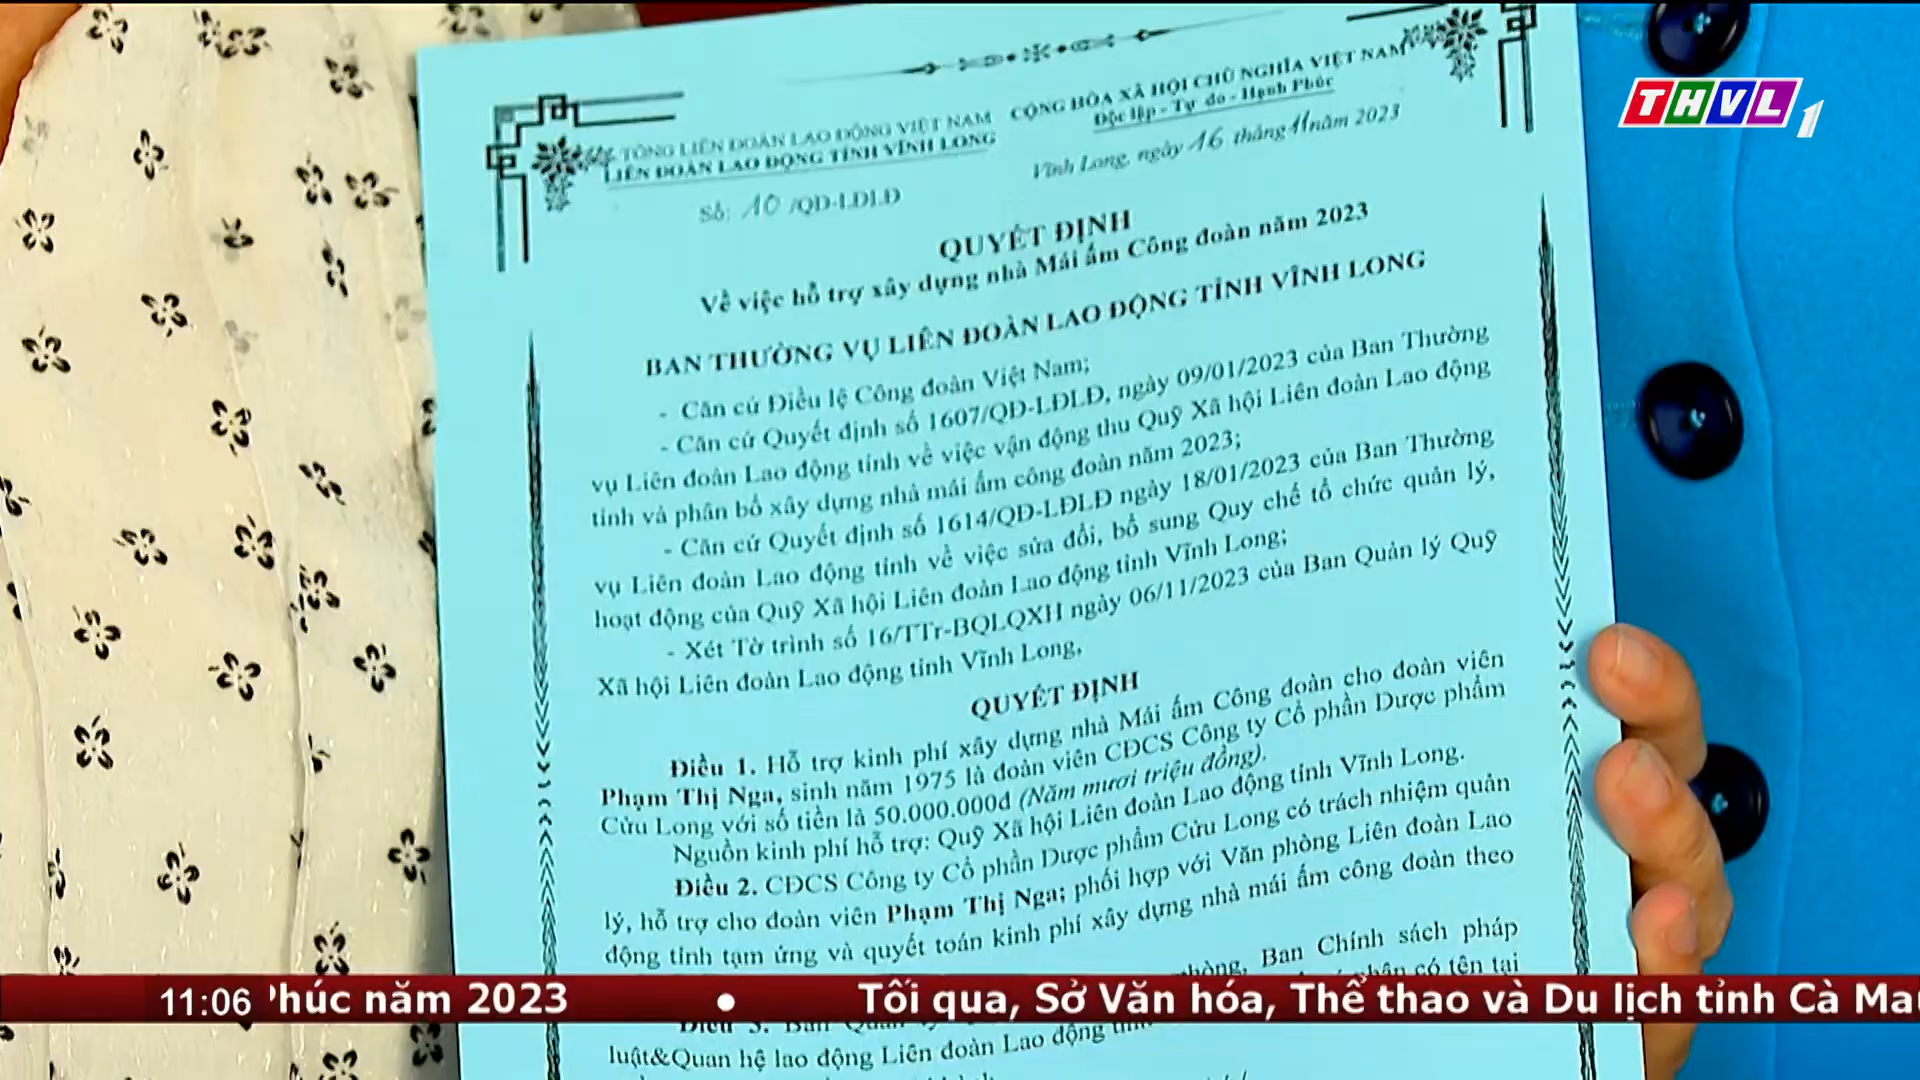 THVL1
TỔNG LIÊN ĐOÀN LAO ĐỘNG VIỆT NAM
LIÊN ĐOÀN LAO ĐỘNG TỈNH VĨNH LONG
Số: 10 /QĐ-LĐLĐ
CỘNG HÒA XÃ HỘI CHỦ NGHĨA VIỆT NAM
Độc lập - Tự do - Hạnh Phúc
Vĩnh Long, ngày 16 tháng 11 năm 2023
QUYẾT ĐỊNH
Về việc hỗ trợ xây dựng nhà Mái ấm Công đoàn năm 2023
BAN THƯỜNG VỤ LIÊN ĐOÀN LAO ĐỘNG TỈNH VĨNH LONG
- Căn cứ Điều lệ Công đoàn Việt Nam;
- Căn cứ Quyết định số 1607/QĐ-LĐLĐ, ngày 09/01/2023 của Ban Thường
vụ Liên đoàn Lao động tỉnh về việc vận động thu Quỹ Xã hội Liên đoàn Lao động
tỉnh và phân bổ xây dựng nhà mái ấm công đoàn năm 2023;
- Căn cứ Quyết định số 1614/QĐ-LĐLĐ ngày 18/01/2023 của Ban Thường
vụ Liên đoàn Lao động tỉnh về việc sửa đổi, bổ sung Quy chế tổ chức quản lý,
hoạt động của Quỹ Xã hội Liên đoàn Lao động tỉnh Vĩnh Long;
- Xét Tờ trình số 16/TTr-BQLQXH ngày 06/11/2023 của Ban Quản lý Quỹ
Xã hội Liên đoàn Lao động tỉnh Vĩnh Long,
QUYẾT ĐỊNH
Điều 1. Hỗ trợ kinh phí xây dựng nhà Mái ấm Công đoàn cho đoàn viên
Phạm Thị Nga, sinh năm 1975 là đoàn viên CĐCS Công ty Cổ phần Dược phẩm
Cửu Long với số tiền là 50.000.000đ (Năm mươi triệu đồng).
Nguồn kinh phí hỗ trợ: Quỹ Xã hội Liên đoàn Lao động tỉnh Vĩnh Long.
Điều 2. CĐCS Công ty Cổ phần Dược phẩm Cửu Long có trách nhiệm quản
lý, hỗ trợ cho đoàn viên Phạm Thị Nga; phối hợp với Văn phòng Liên đoàn Lao
động tỉnh tạm ứng và quyết toán kinh phí xây dựng nhà mái ấm công đoàn theo
phòng, Ban Chính sách pháp
luật&Quan hệ lao động Liên đoàn Lao động
có tên tại
11:06 Phúc năm 2023 • Tối qua, Sở Văn hóa, Thể thao và Du lịch tỉnh Cà Mau